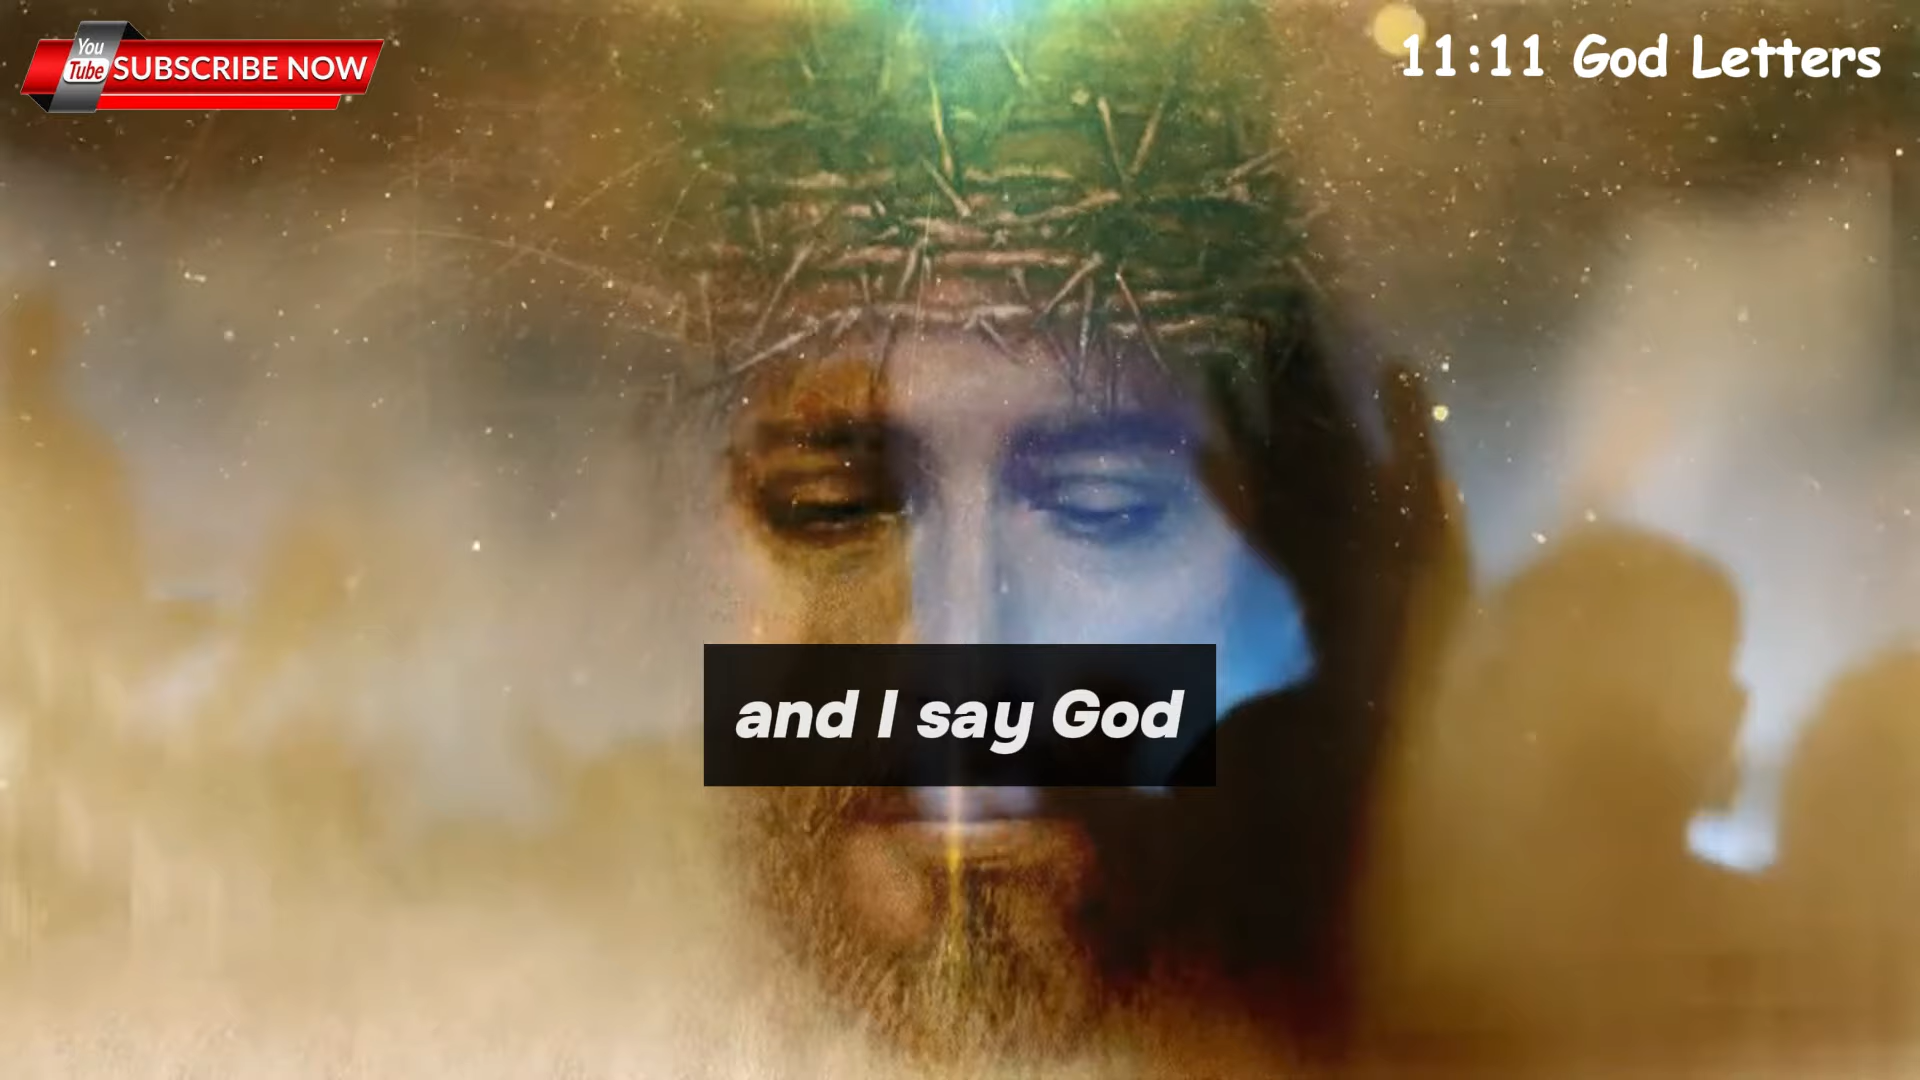 You
Tube
SUBSCRIBE NOW
11:11 God Letters
and I say God